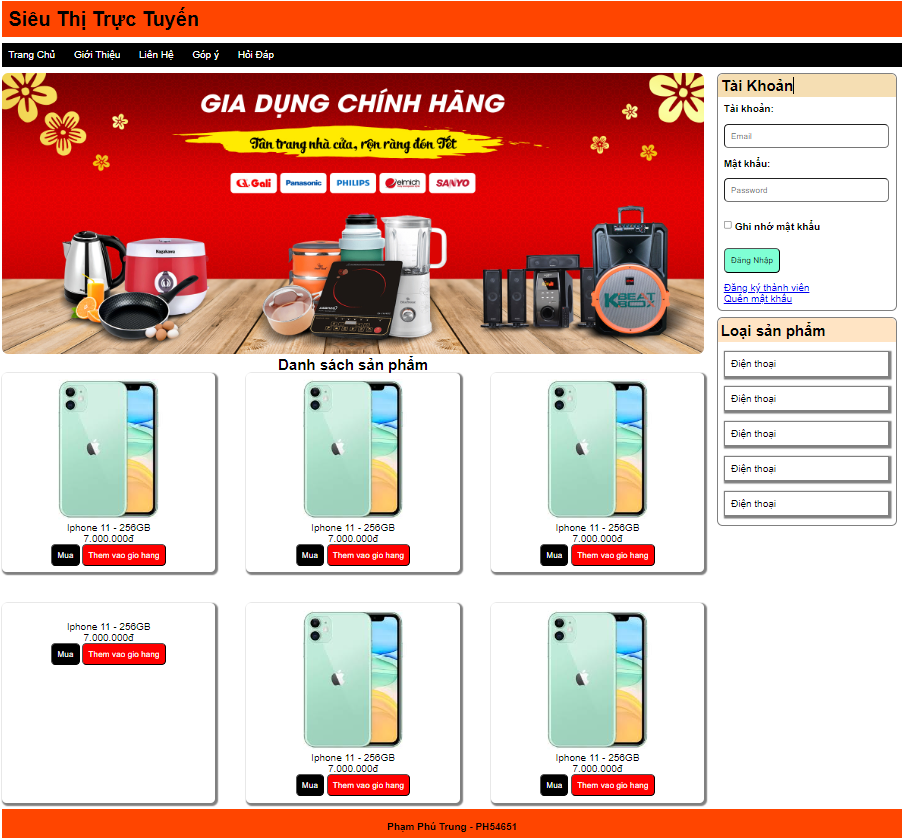 Siêu Thị Trực Tuyến
Trang Chủ Giới Thiệu Liên Hệ Góp ý Hỏi Đáp
GIA DỤNG CHÍNH HÃNG
Tân trang nhà cửa, rộn ràng đón Tết
Gali Panasonic PHILIPS elmich SANYO
Nagakawa
KBEATBOX
Tài Khoản
Tài khoản:
Email
Mật khẩu:
Password
Ghi nhớ mật khẩu
Đăng Nhập
Đăng ký thành viên
Quên mật khẩu
Loại sản phẩm
Điện thoại
Điện thoại
Điện thoại
Điện thoại
Điện thoại
Danh sách sản phẩm
Iphone 11 - 256GB Iphone 11 - 256GB Iphone 11 - 256GB
7.000.000đ 7.000.000đ 7.000.000đ
Mua Them vao gio hang Mua Them vao gio hang Mua Them vao gio hang
Iphone 11 - 256GB
7.000.000đ
Mua Them vao gio hang
Iphone 11 - 256GB Iphone 11 - 256GB
7.000.000đ 7.000.000đ
Mua Them vao gio hang Mua Them vao gio hang
Phạm Phú Trung - PH54651